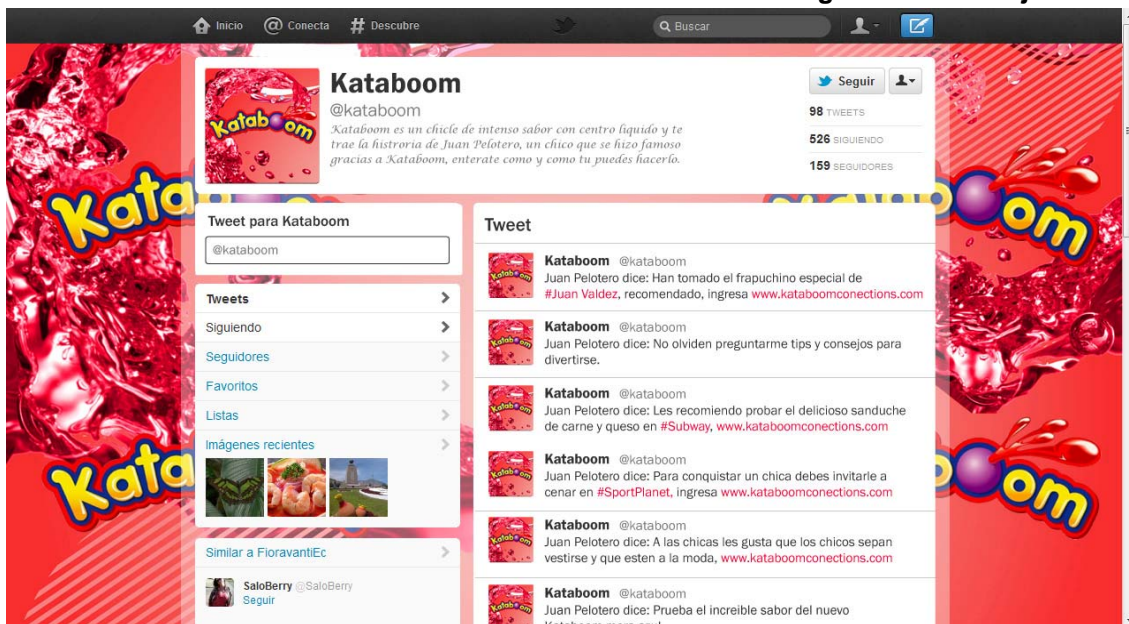 Inicio Conecta Descubre Buscar
Kataboom
@kataboom
Kataboom es un chicle de intenso sabor con centro liquido y te
trae la histroria de Juan Pelotero, un chico que se hizo famoso
gracias a Kataboom, enterate como y como tu puedes hacerlo.
Seguir
98 TWEETS
526 SIGUIENDO
159 SEGUIDORES
Kataboom
Tweet para Kataboom
@kataboom
Tweets
Siguiendo
Seguidores
Favoritos
Listas
Imágenes recientes
Similar a FioravantiEc
SaloBerry @SaloBerry
Seguir
Tweet
Kataboom @kataboom
Juan Pelotero dice: Han tomado el frapuchino especial de
#Juan Valdez, recomendado, ingresa www.kataboomconections.com
Kataboom @kataboom
Juan Pelotero dice: No olviden preguntarme tips y consejos para
divertirse.
Kataboom @kataboom
Juan Pelotero dice: Les recomiendo probar el delicioso sanduche
de carne y queso en #Subway, www.kataboomconections.com
Kataboom @kataboom
Juan Pelotero dice: Para conquistar un chica debes invitarle a
cenar en #SportPlanet, ingresa www.kataboomconections.com
Kataboom @kataboom
Juan Pelotero dice: A las chicas les gusta que los chicos sepan
vestirse y que esten a la moda, www.kataboomconections.com
Kataboom @kataboom
Juan Pelotero dice: Prueba el increible sabor del nuevo
Kata
om
Kata
om